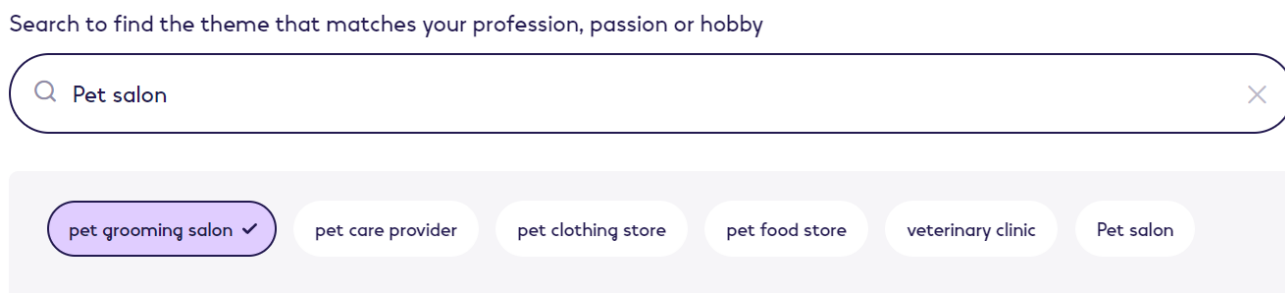 Search to find the theme that matches your profession, passion or hobby
Pet salon
pet grooming salon pet care provider pet clothing store pet food store veterinary clinic Pet salon